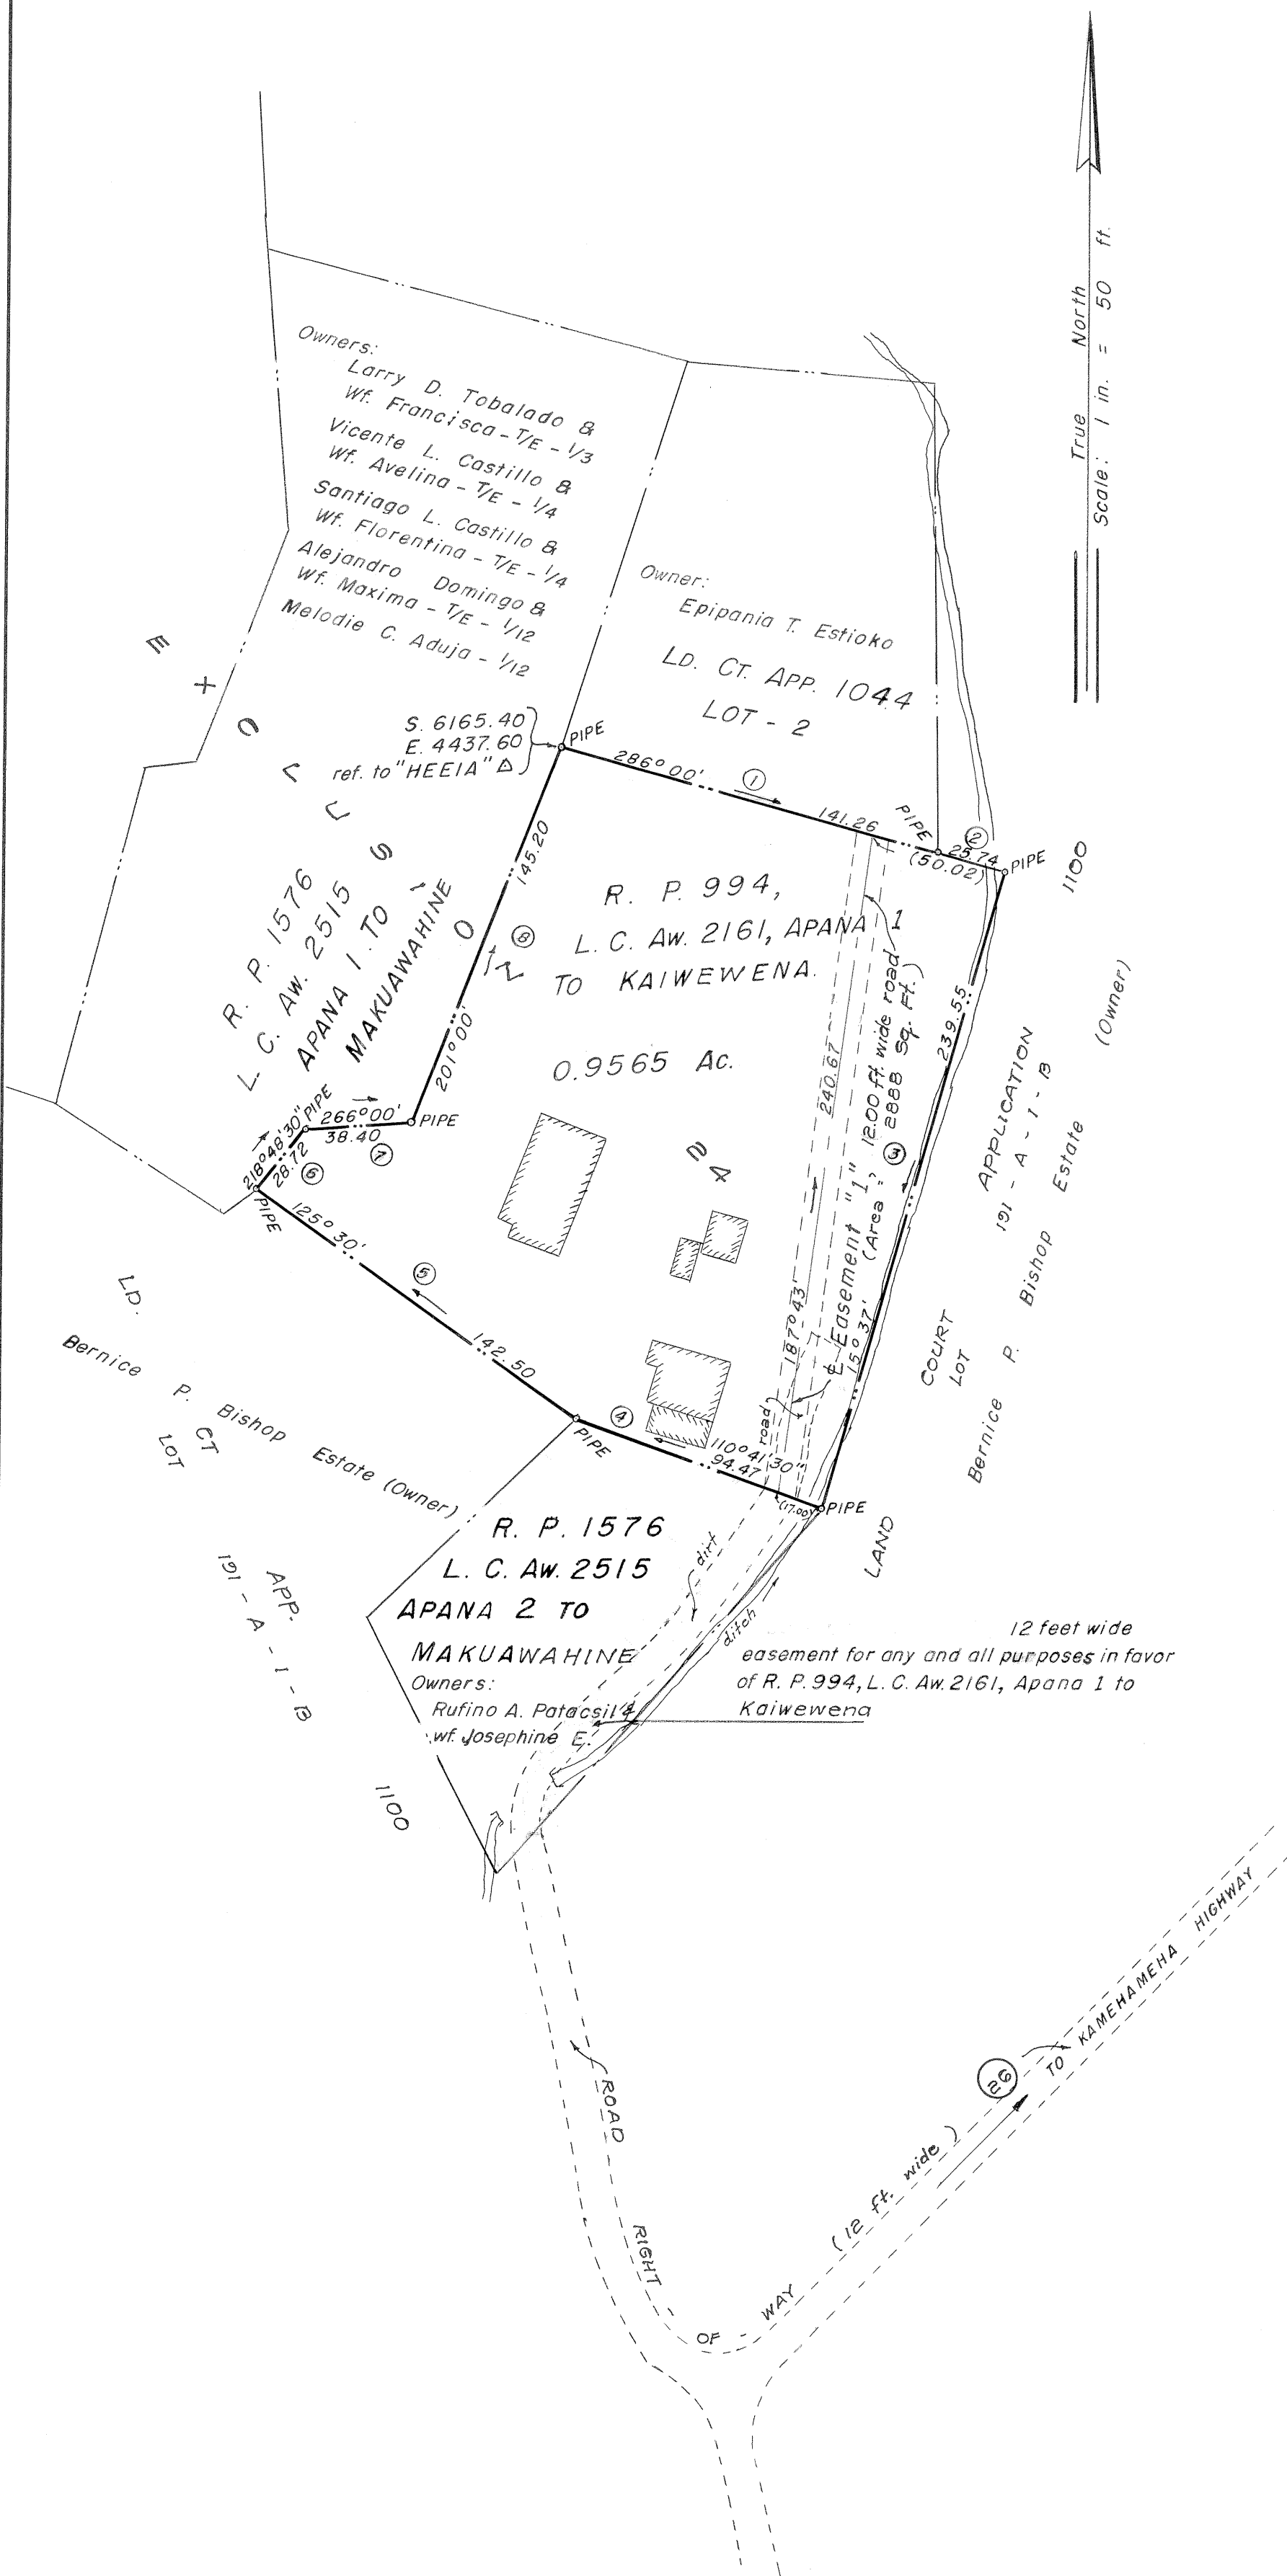 True North
Scale: 1 in. = 50 ft.
Owners:
Larry D. Tobalado &
Wf. Francisca - T/E - 1/3
Vicente L. Castillo &
Wf. Avelina - T/E - 1/4
Santiago L. Castillo &
Wf. Florentina - T/E - 1/4
Alejandro Domingo &
Wf. Maxima - T/E - 1/12
Melodie C. Aduja - 1/12
Owner:
Epipania T. Estioko
LD. CT. APP. 1044
LOT - 2
EXCLUSION 24
S. 6165.40
E. 4437.60
ref. to "HEEIA" △
PIPE
286° 00'
1
141.26
PIPE
2
25.74
(50.02)
PIPE
1100
145.20
8
201° 00'
R. P. 1576
L. C. Aw. 2515
APANA 1 TO
MAKUAWAHINE
R. P. 994,
L. C. Aw. 2161, APANA 1
TO KAIWEWENA.
0.9565 Ac.
240.67
187° 43'
℄ Easement "1", 12.00 ft. wide road
(Area = 2888 Sq. Ft.)
239.55
3
15° 37'
LAND COURT APPLICATION
LOT 191 - A - 1 - B
Bernice P. Bishop Estate (Owner)
PIPE
266° 00'
38.40
7
PIPE
218° 48' 30"
28.72
6
PIPE
125° 30'
5
142.50
PIPE
4
110° 41' 30"
94.47
road
(17.00)
PIPE
LD. CT APP. 1100
Bernice P. Bishop Estate (Owner)
LOT 191 - A - 1 - B
R. P. 1576
L. C. Aw. 2515
APANA 2 TO
MAKUAWAHINE
Owners:
Rufino A. Patacsil &
wf. Josephine E.
dirt
ditch
12 feet wide
easement for any and all purposes in favor
of R. P. 994, L. C. Aw. 2161, Apana 1 to
Kaiwewena
ROAD RIGHT - OF - WAY (12 ft. wide)
26
TO KAMEHAMEHA HIGHWAY